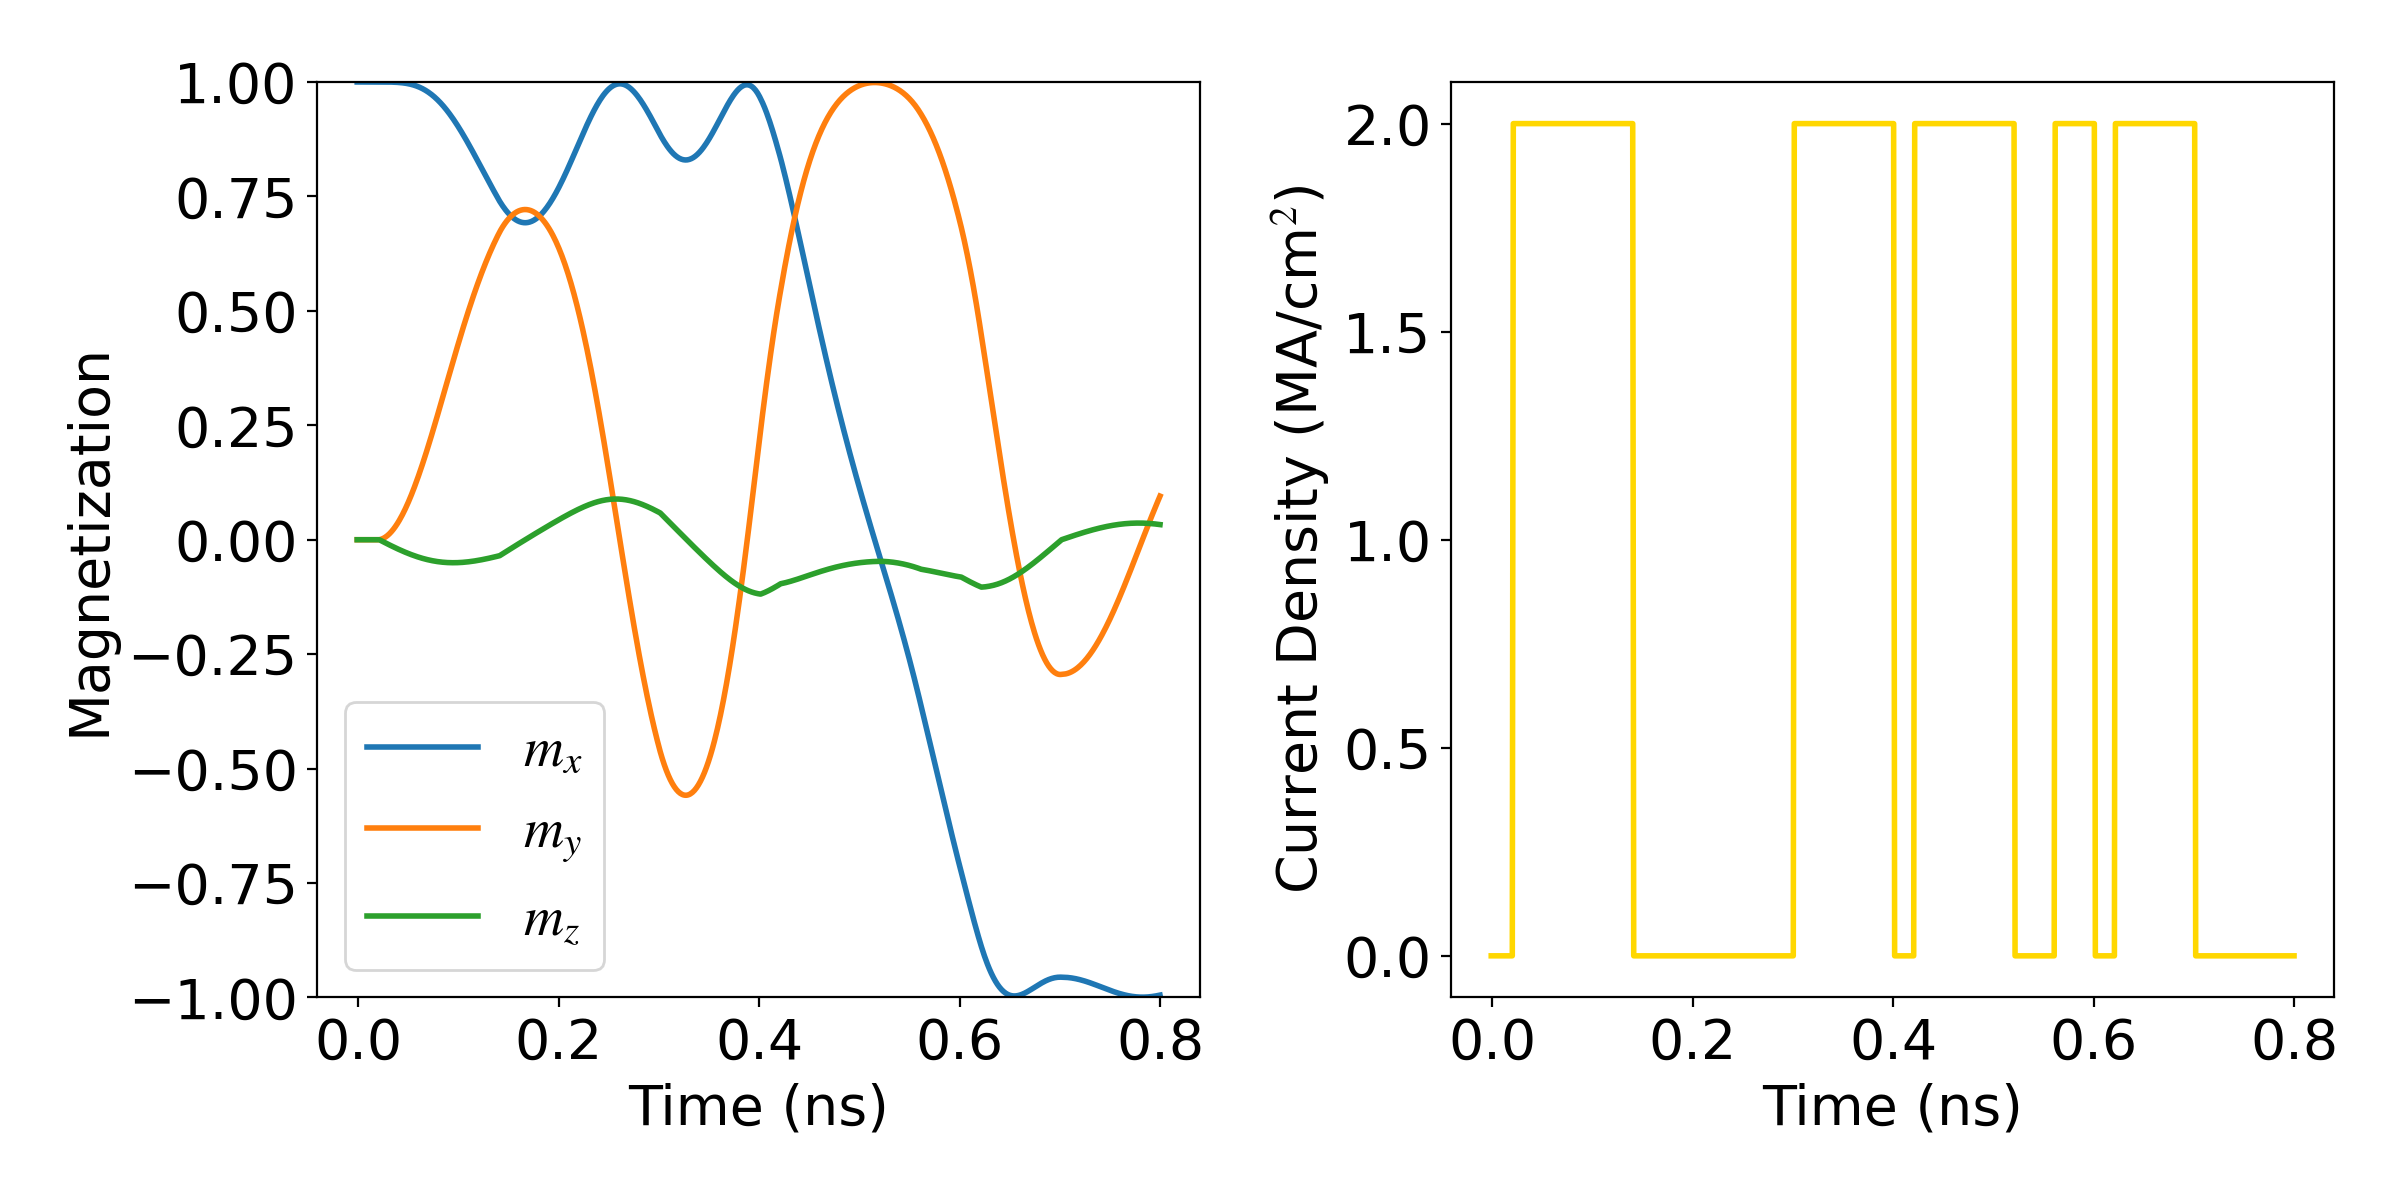 1.00
0.75
0.50
0.25
0.00
−0.25
−0.50
−0.75
−1.00
Magnetization
m_x
m_y
m_z
0.0 0.2 0.4 0.6 0.8
Time (ns)
2.0
1.5
1.0
0.5
0.0
Current Density (MA/cm²)
0.0 0.2 0.4 0.6 0.8
Time (ns)